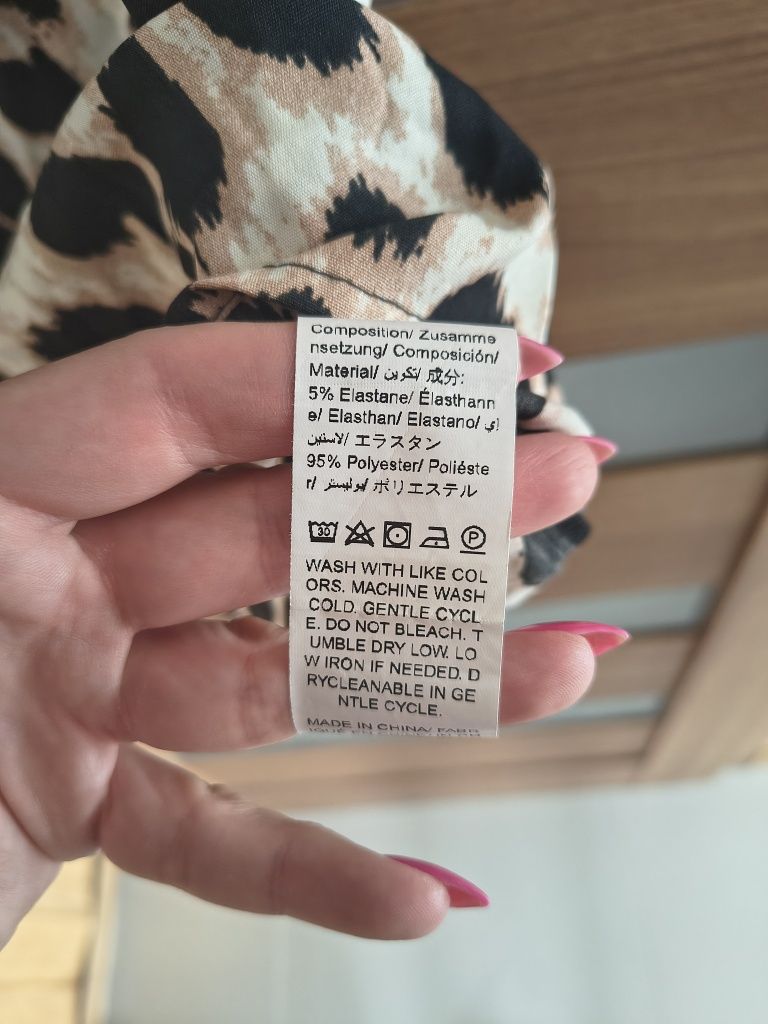 Composition/ Zusamme
nsetzung/ Composición/
Material/ تكوين/ 成分:
5% Elastane/ Élasthann
e/ Elasthan/ Elastano/ إي
لاستين/ エラスタン
95% Polyester/ Poliéste
r/ بوليستر/ ポリエステル
30 P
WASH WITH LIKE COL
ORS. MACHINE WASH
COLD. GENTLE CYCL
E. DO NOT BLEACH. T
UMBLE DRY LOW. LO
W IRON IF NEEDED. D
RYCLEANABLE IN GE
NTLE CYCLE.
MADE IN CHINA/ FABR